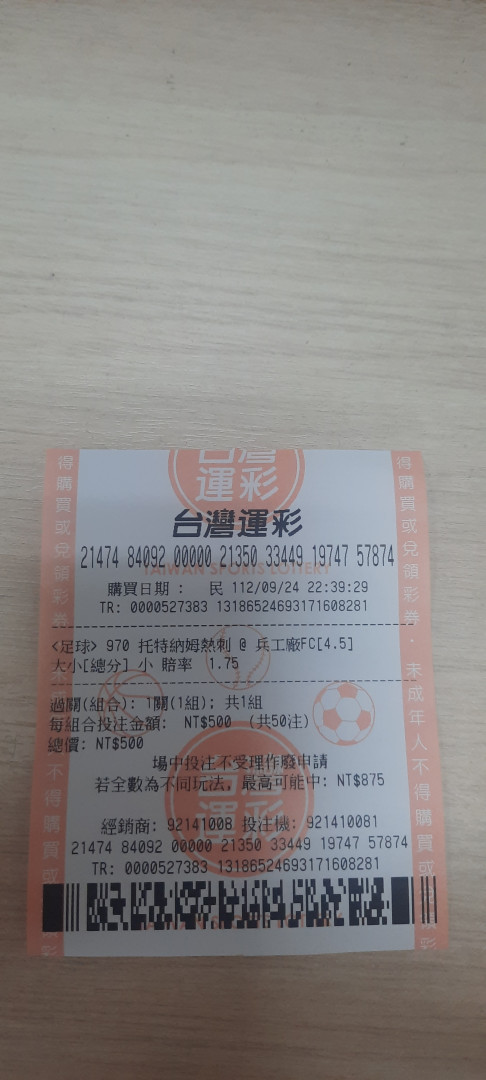 台灣
運彩
台灣運彩
21474 84092 00000 21350 33449 19747 57874
TAIWAN SPORTS LOTTERY
購買日期 : 民 112/09/24 22:39:29
TR: 0000527383 13186524693171608281
<足球> 970 托特納姆熱刺 @ 兵工廠FC[4.5]
大小[總分] 小 賠率 1.75
過關(組合): 1關(1組); 共1組
每組合投注金額: NT$500 (共50注)
總價: NT$500
場中投注不受理作廢申請
若全數為不同玩法, 最高可能中: NT$875
經銷商: 92141008 投注機: 921410081
21474 84092 00000 21350 33449 19747 57874
TR: 0000527383 13186524693171608281
得購買或兌領彩券
不得購買或
得購買或兌領彩券·未成年人不得購買或